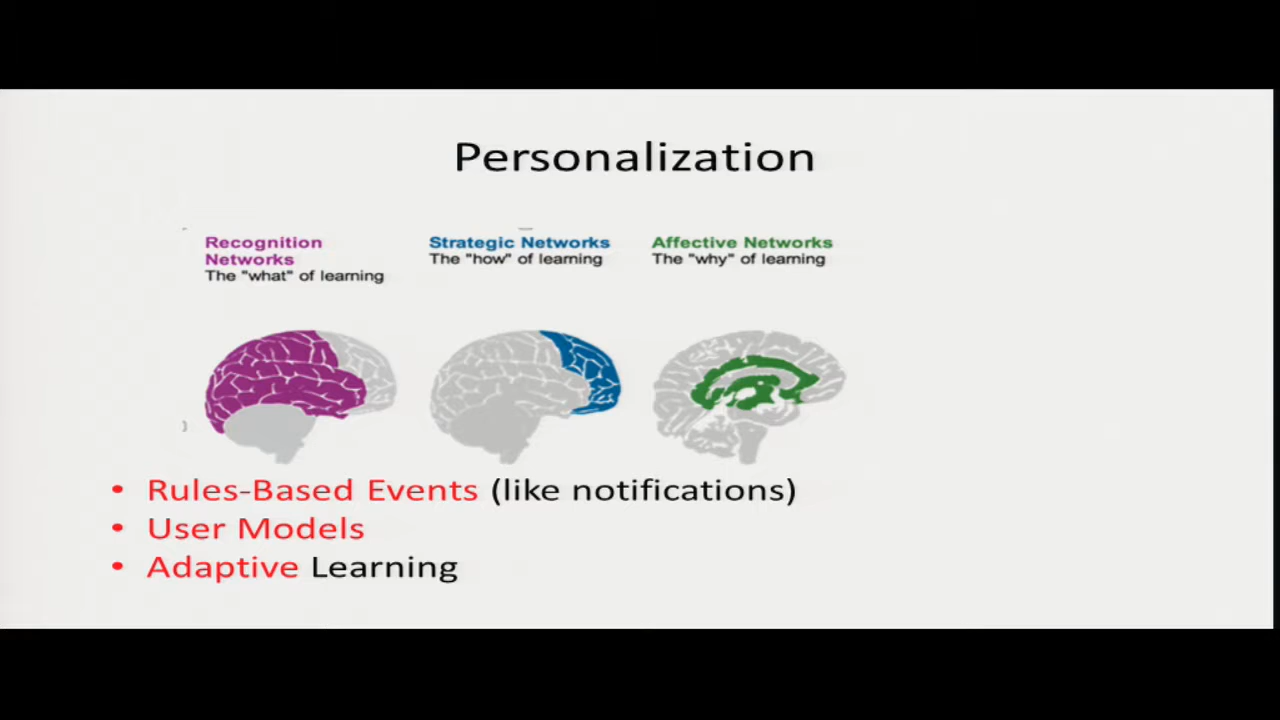 Personalization
Recognition
Networks
The "what" of learning
Strategic Networks
The "how" of learning
Affective Networks
The "why" of learning
• Rules-Based Events (like notifications)
• User Models
• Adaptive Learning